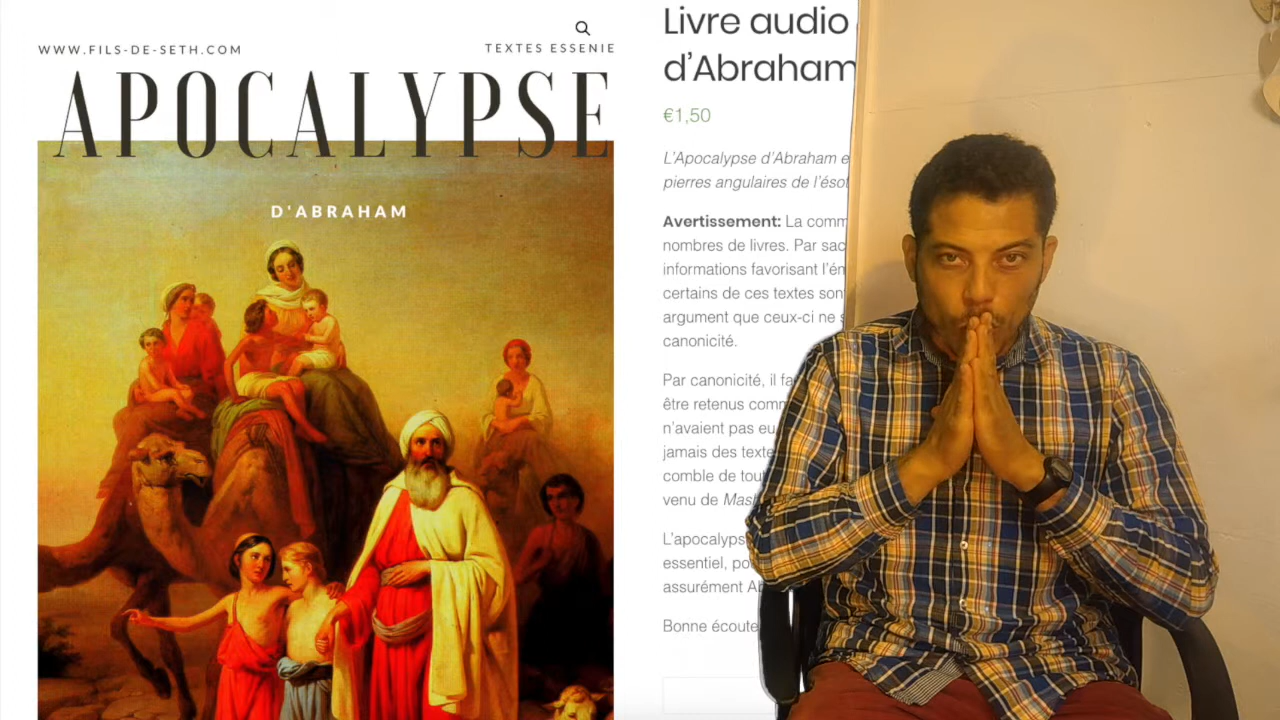 WWW.FILS-DE-SETH.COM
TEXTES ESSENIE
APOCALYPSE
D'ABRAHAM
Livre audio
d'Abraham
€1,50
L'Apocalypse d'Abraham e
pierres angulaires de l'ésot
Avertissement: La comm
nombres de livres. Par sac
informations favorisant l'én
certains de ces textes son
argument que ceux-ci ne s
canonicité.
Par canonicité, il fa
être retenus comm
n'avaient pas eu
jamais des texte
comble de tou
venu de Mas
L'apocalyps
essentiel, po
assurément Ab
Bonne écoute